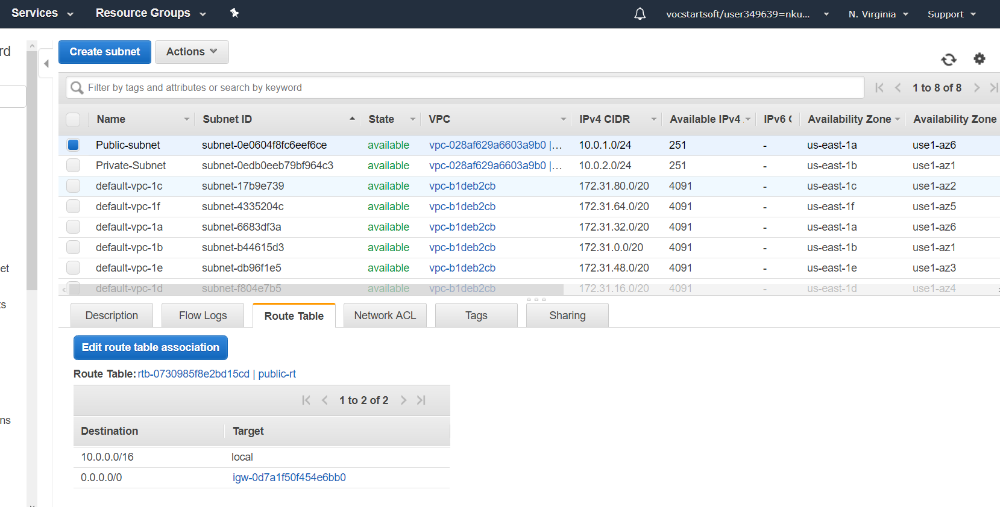 Services Resource Groups vocstartsoft/user349639=nku... N. Virginia Support
rd
Create subnet Actions
Filter by tags and attributes or search by keyword 1 to 8 of 8
Name Subnet ID State VPC IPv4 CIDR Available IPv4 IPv6 Availability Zone Availability Zone
Public-subnet subnet-0e0604f8fc6eef6ce available vpc-028af629a6603a9b0 |... 10.0.1.0/24 251 - us-east-1a use1-az6
Private-Subnet subnet-0edb0eeb79bf964c3 available vpc-028af629a6603a9b0 |... 10.0.2.0/24 251 - us-east-1b use1-az1
default-vpc-1c subnet-17b9e739 available vpc-b1deb2cb 172.31.80.0/20 4091 - us-east-1c use1-az2
default-vpc-1f subnet-4335204c available vpc-b1deb2cb 172.31.64.0/20 4091 - us-east-1f use1-az5
default-vpc-1a subnet-6683df3a available vpc-b1deb2cb 172.31.32.0/20 4091 - us-east-1a use1-az6
default-vpc-1b subnet-b44615d3 available vpc-b1deb2cb 172.31.0.0/20 4091 - us-east-1b use1-az1
et default-vpc-1e subnet-db96f1e5 available vpc-b1deb2cb 172.31.48.0/20 4091 - us-east-1e use1-az3
default-vpc-1d subnet-f804e7b5 available vpc-b1deb2cb 172.31.16.0/20 4091 - us-east-1d use1-az4
ts
Description Flow Logs Route Table Network ACL Tags Sharing
Edit route table association
Route Table: rtb-0730985f8e2bd15cd | public-rt
1 to 2 of 2
ns
Destination Target
10.0.0.0/16 local
0.0.0.0/0 igw-0d7a1f50f454e6bb0